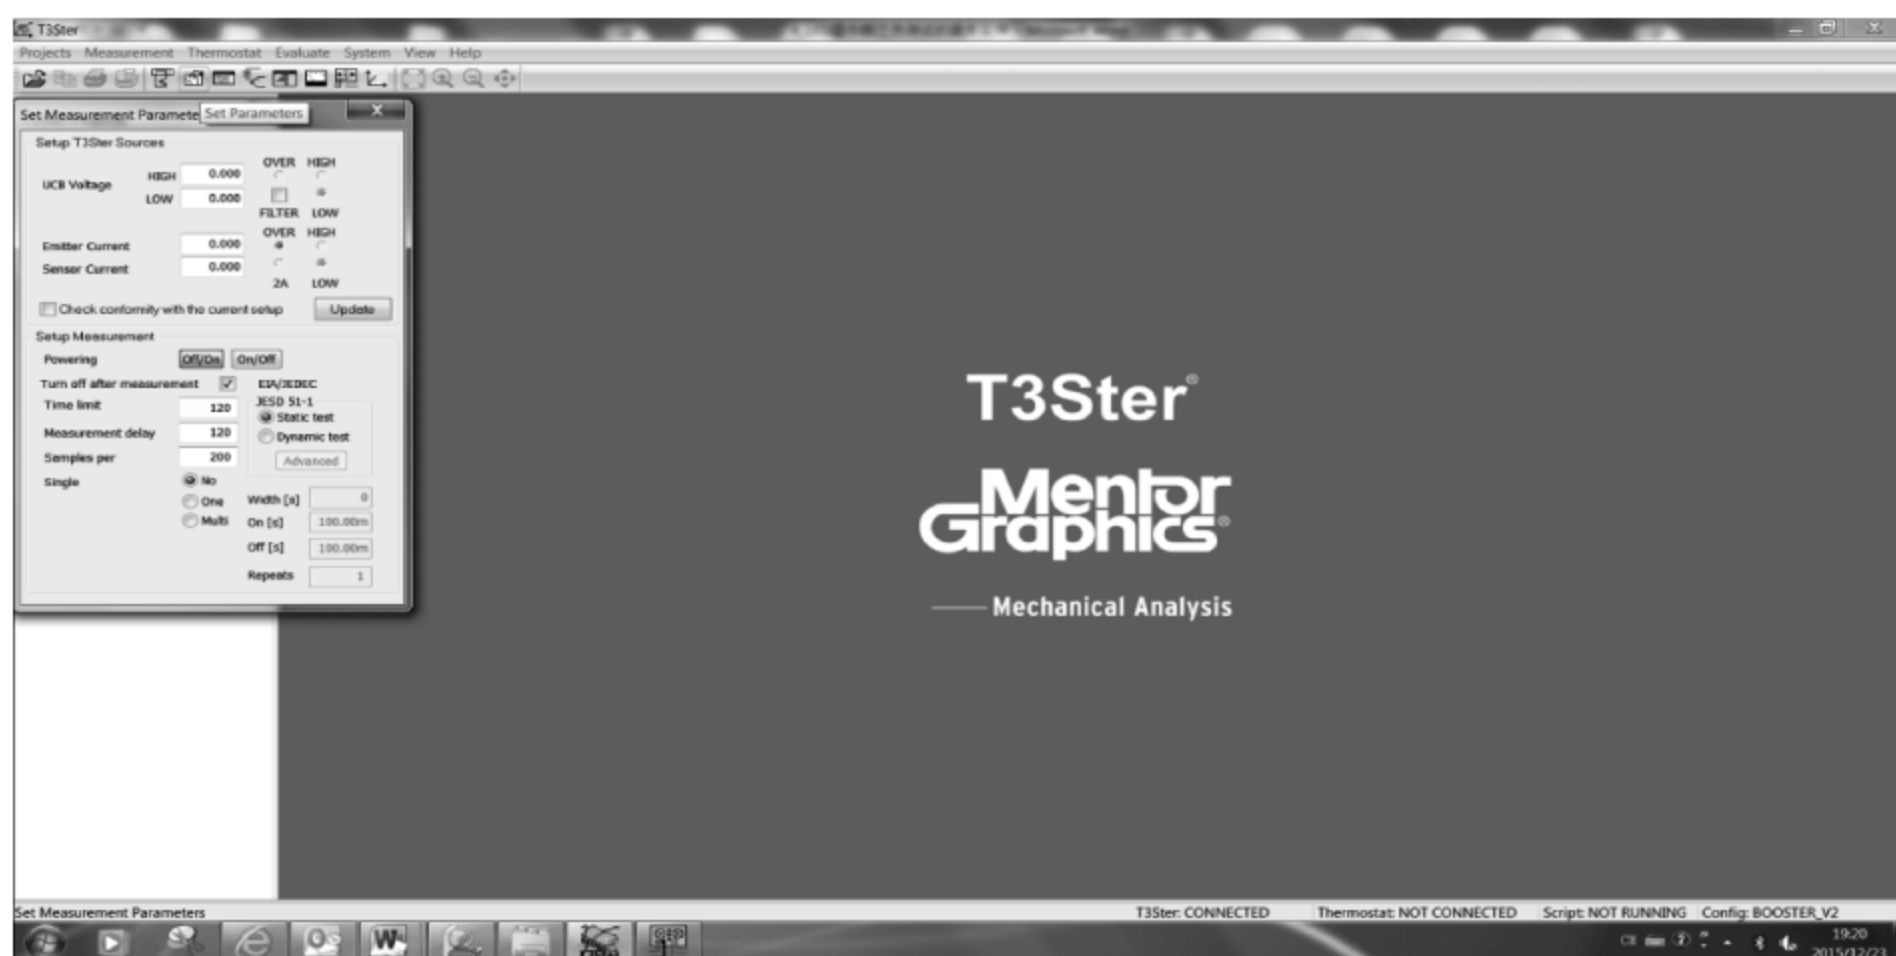 T3Ster
Projects Measurement Thermostat Evaluate System View Help
Set Measurement Paramete Set Parameters
Setup T3Ster Sources
OVER HIGH
UCB Voltage HIGH 0.000
LOW 0.000
FILTER LOW
OVER HIGH
Emitter Current 0.000
Sensor Current 0.000
2A LOW
Check conformity with the current setup Update
Setup Measurement
Powering Off/On On/Off
Turn off after measurement EIA/JEDEC
JESD 51-1
Time limit 120 Static test
Measurement delay 120 Dynamic test
Samples per 200 Advanced
Single No
One Width [s] 0
Multi On [s] 100.00m
Off [s] 100.00m
Repeats 1
T3Ster®
Mentor
Graphics®
Mechanical Analysis
Set Measurement Parameters T3Ster: CONNECTED Thermostat: NOT CONNECTED Script: NOT RUNNING Config: BOOSTER_V2
19:20
2015/12/23